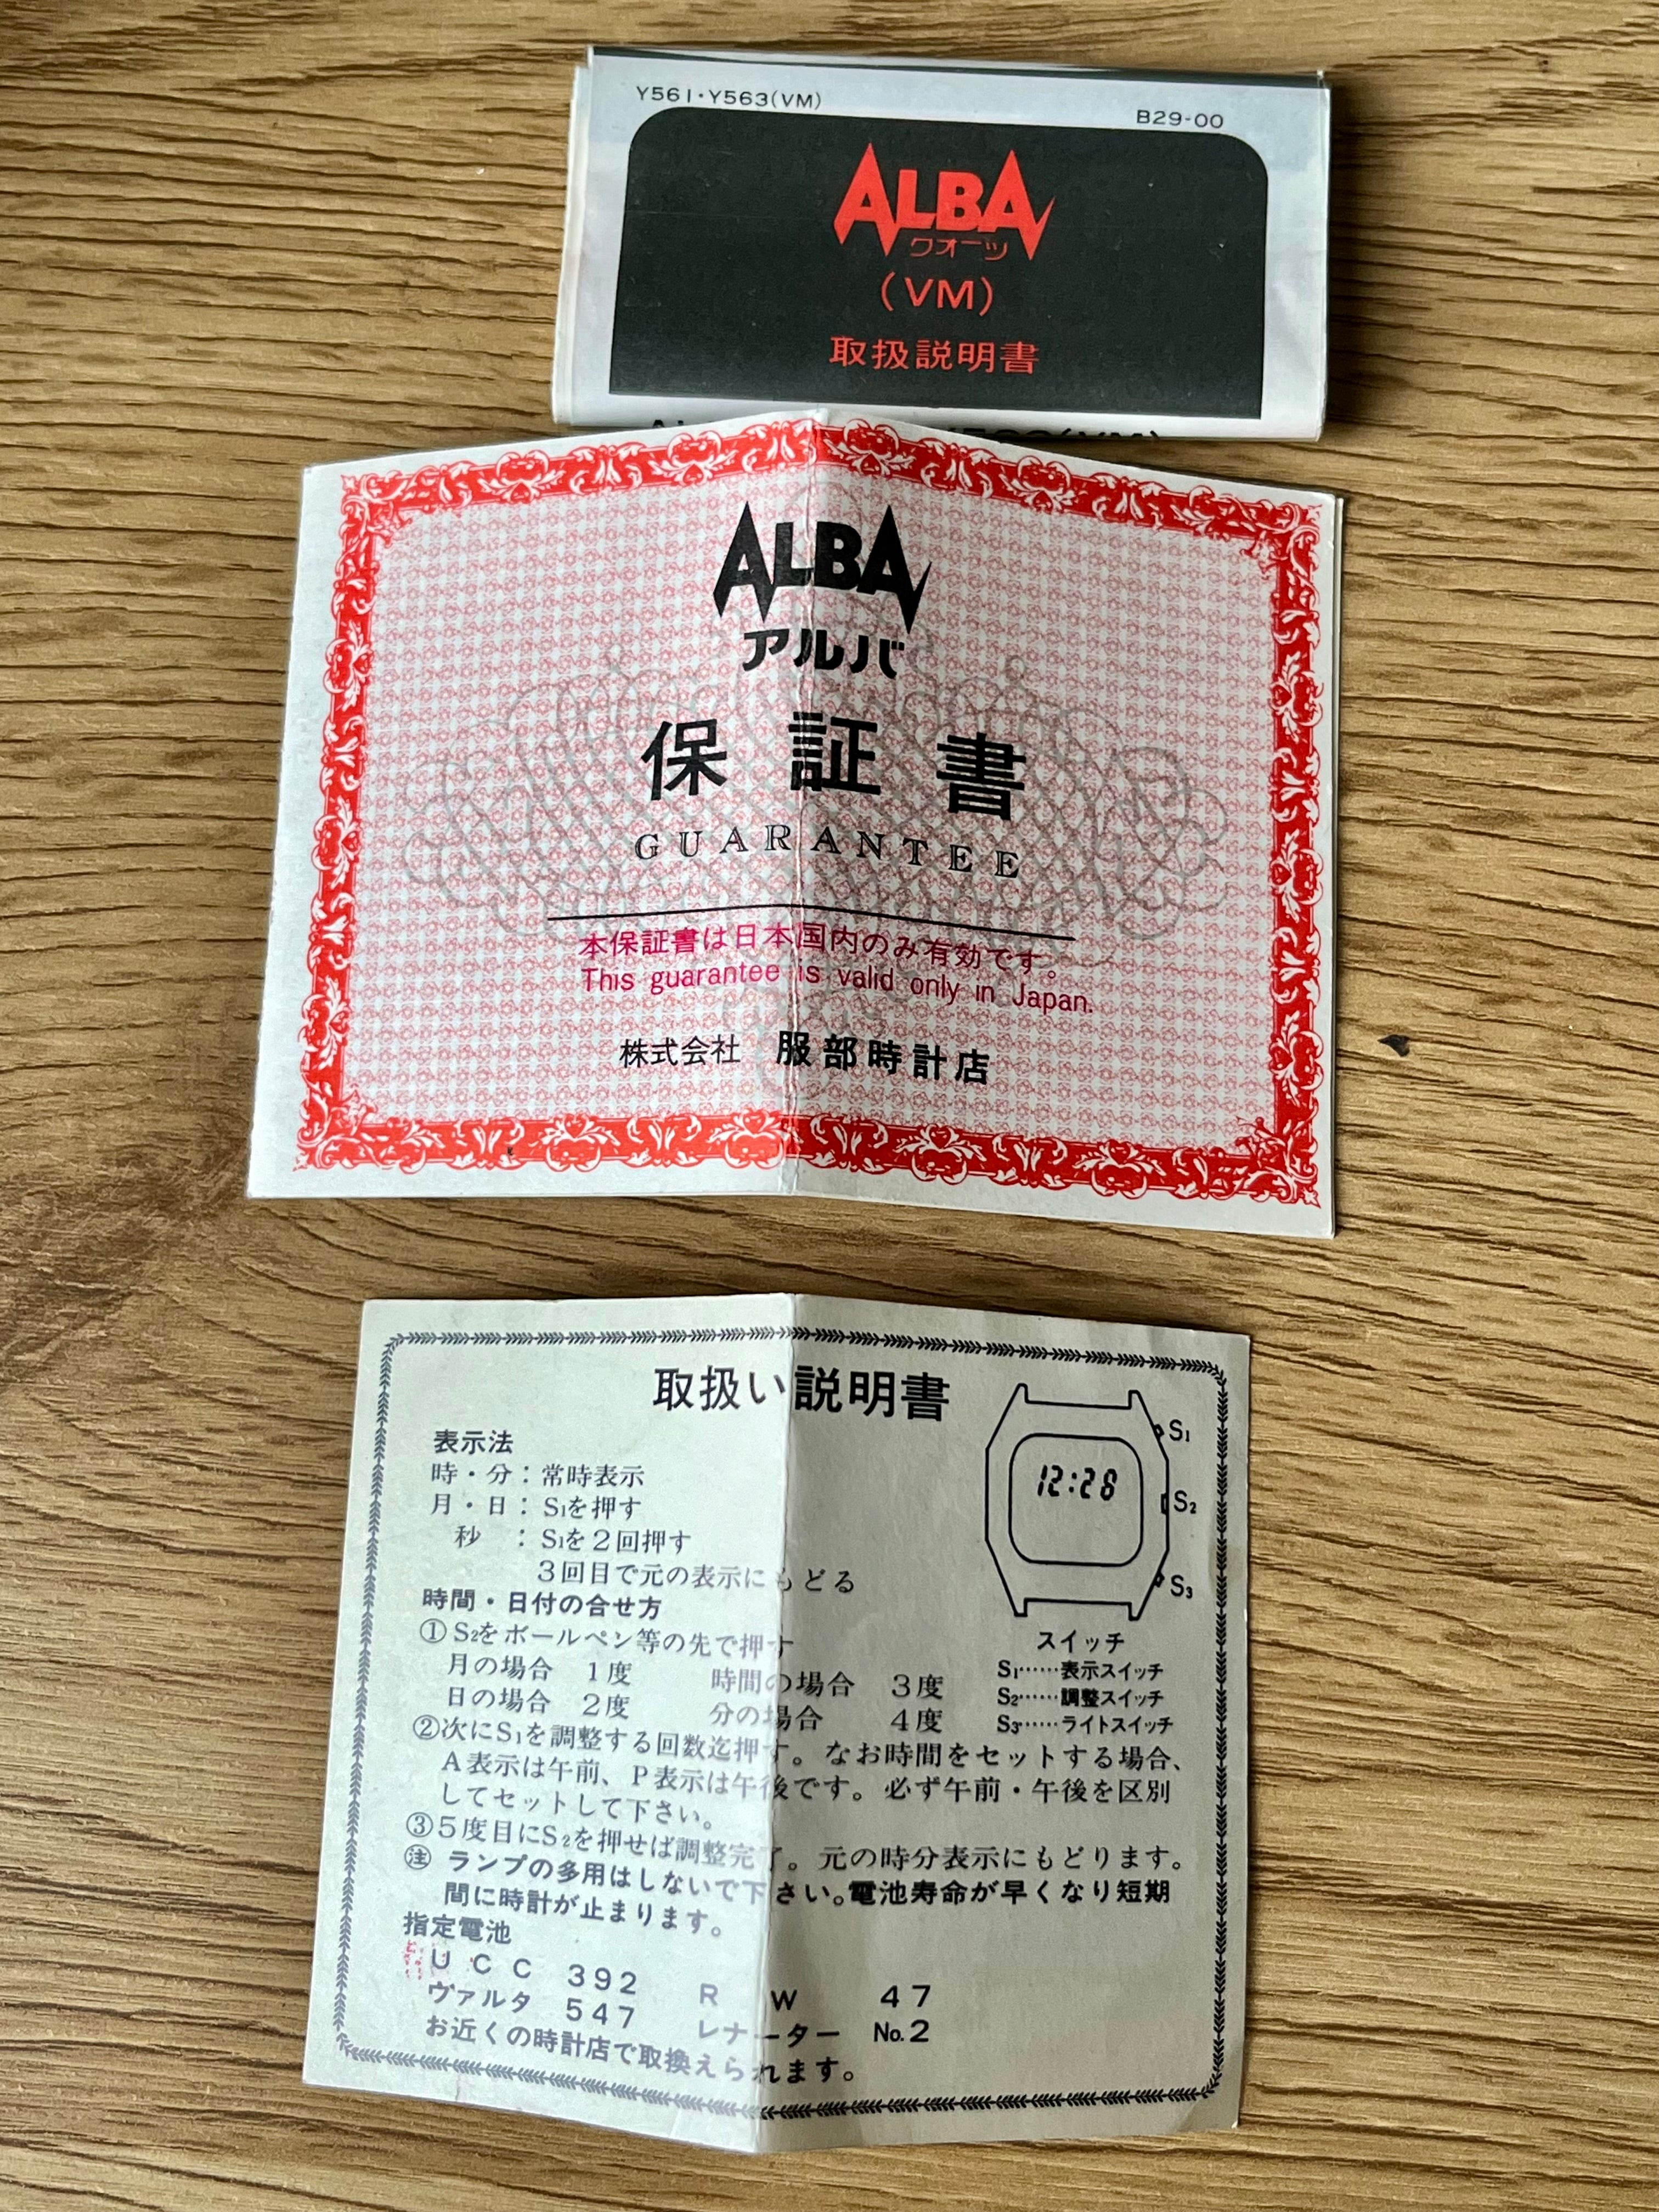 Y561・Y563(VM)
B29-00
ALBA
クオーツ
(VM)
取扱説明書
ALBA
アルバ
保証書
GUARANTEE
本保証書は日本国内のみ有効です。
This guarantee is valid only in Japan.
株式会社 服部時計店
取扱い説明書
表示法
時・分：常時表示
月・日：S1を押す
秒 ：S1を2回押す
3回目で元の表示にもどる
時間・日付の合せ方
①S2をボールペン等の先で押す
月の場合 1度 時間の場合 3度
日の場合 2度 分の場合 4度
②次にS1を調整する回数迄押す。なお時間をセットする場合、
A表示は午前、P表示は午後です。必ず午前・午後を区別
してセットして下さい。
③5度目にS2を押せば調整完了。元の時分表示にもどります。
㊟ ランプの多用はしないで下さい。電池寿命が早くなり短期
間に時計が止まります。
指定電池
UCC 392 R W 47
ヴァルタ 547 レナーター No.2
お近くの時計店で取換えられます。
12:28
S1
S2
S3
スイッチ
S1……表示スイッチ
S2……調整スイッチ
S3……ライトスイッチ